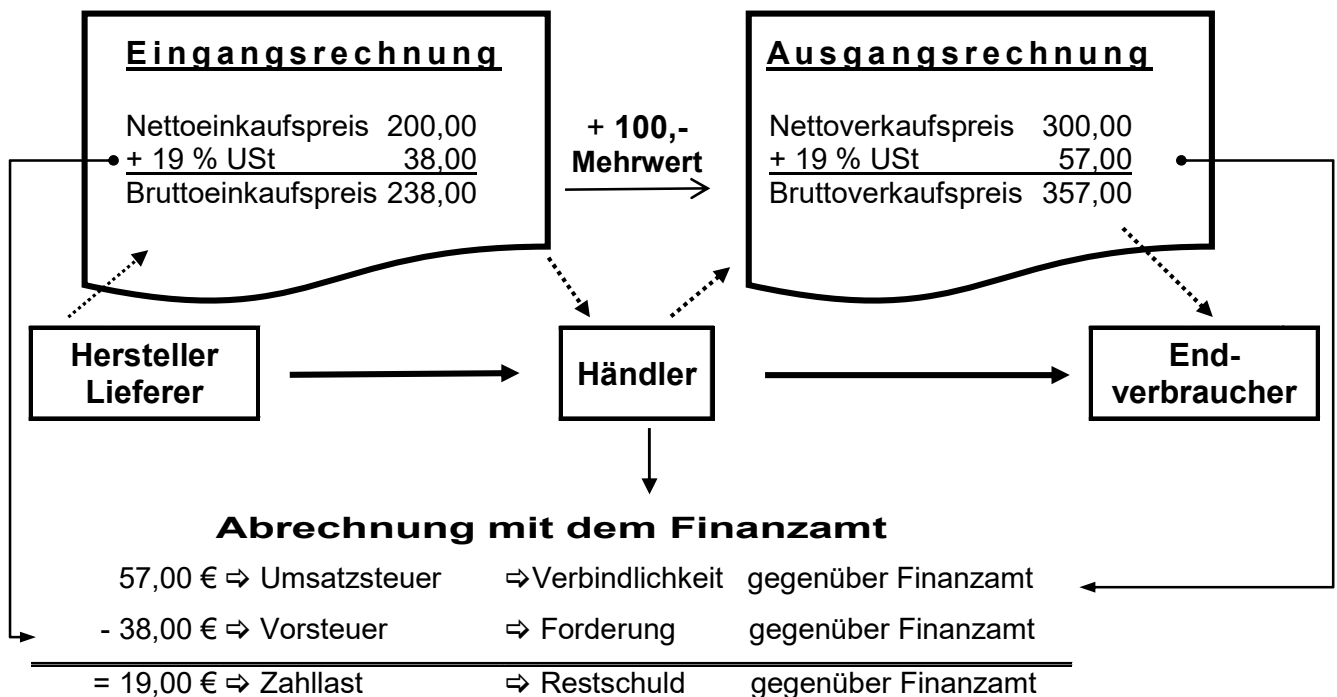 Eingangsrechnung
Nettoeinkaufspreis 200,00
+ 19 % USt 38,00
Bruttoeinkaufspreis 238,00
+ 100,-
Mehrwert
Ausgangsrechnung
Nettoverkaufspreis 300,00
+ 19 % USt 57,00
Bruttoverkaufspreis 357,00
Hersteller
Lieferer
Händler
End-
verbraucher
Abrechnung mit dem Finanzamt
57,00 € ⇨ Umsatzsteuer ⇨Verbindlichkeit gegenüber Finanzamt
- 38,00 € ⇨ Vorsteuer ⇨ Forderung gegenüber Finanzamt
= 19,00 € ⇨ Zahllast ⇨ Restschuld gegenüber Finanzamt